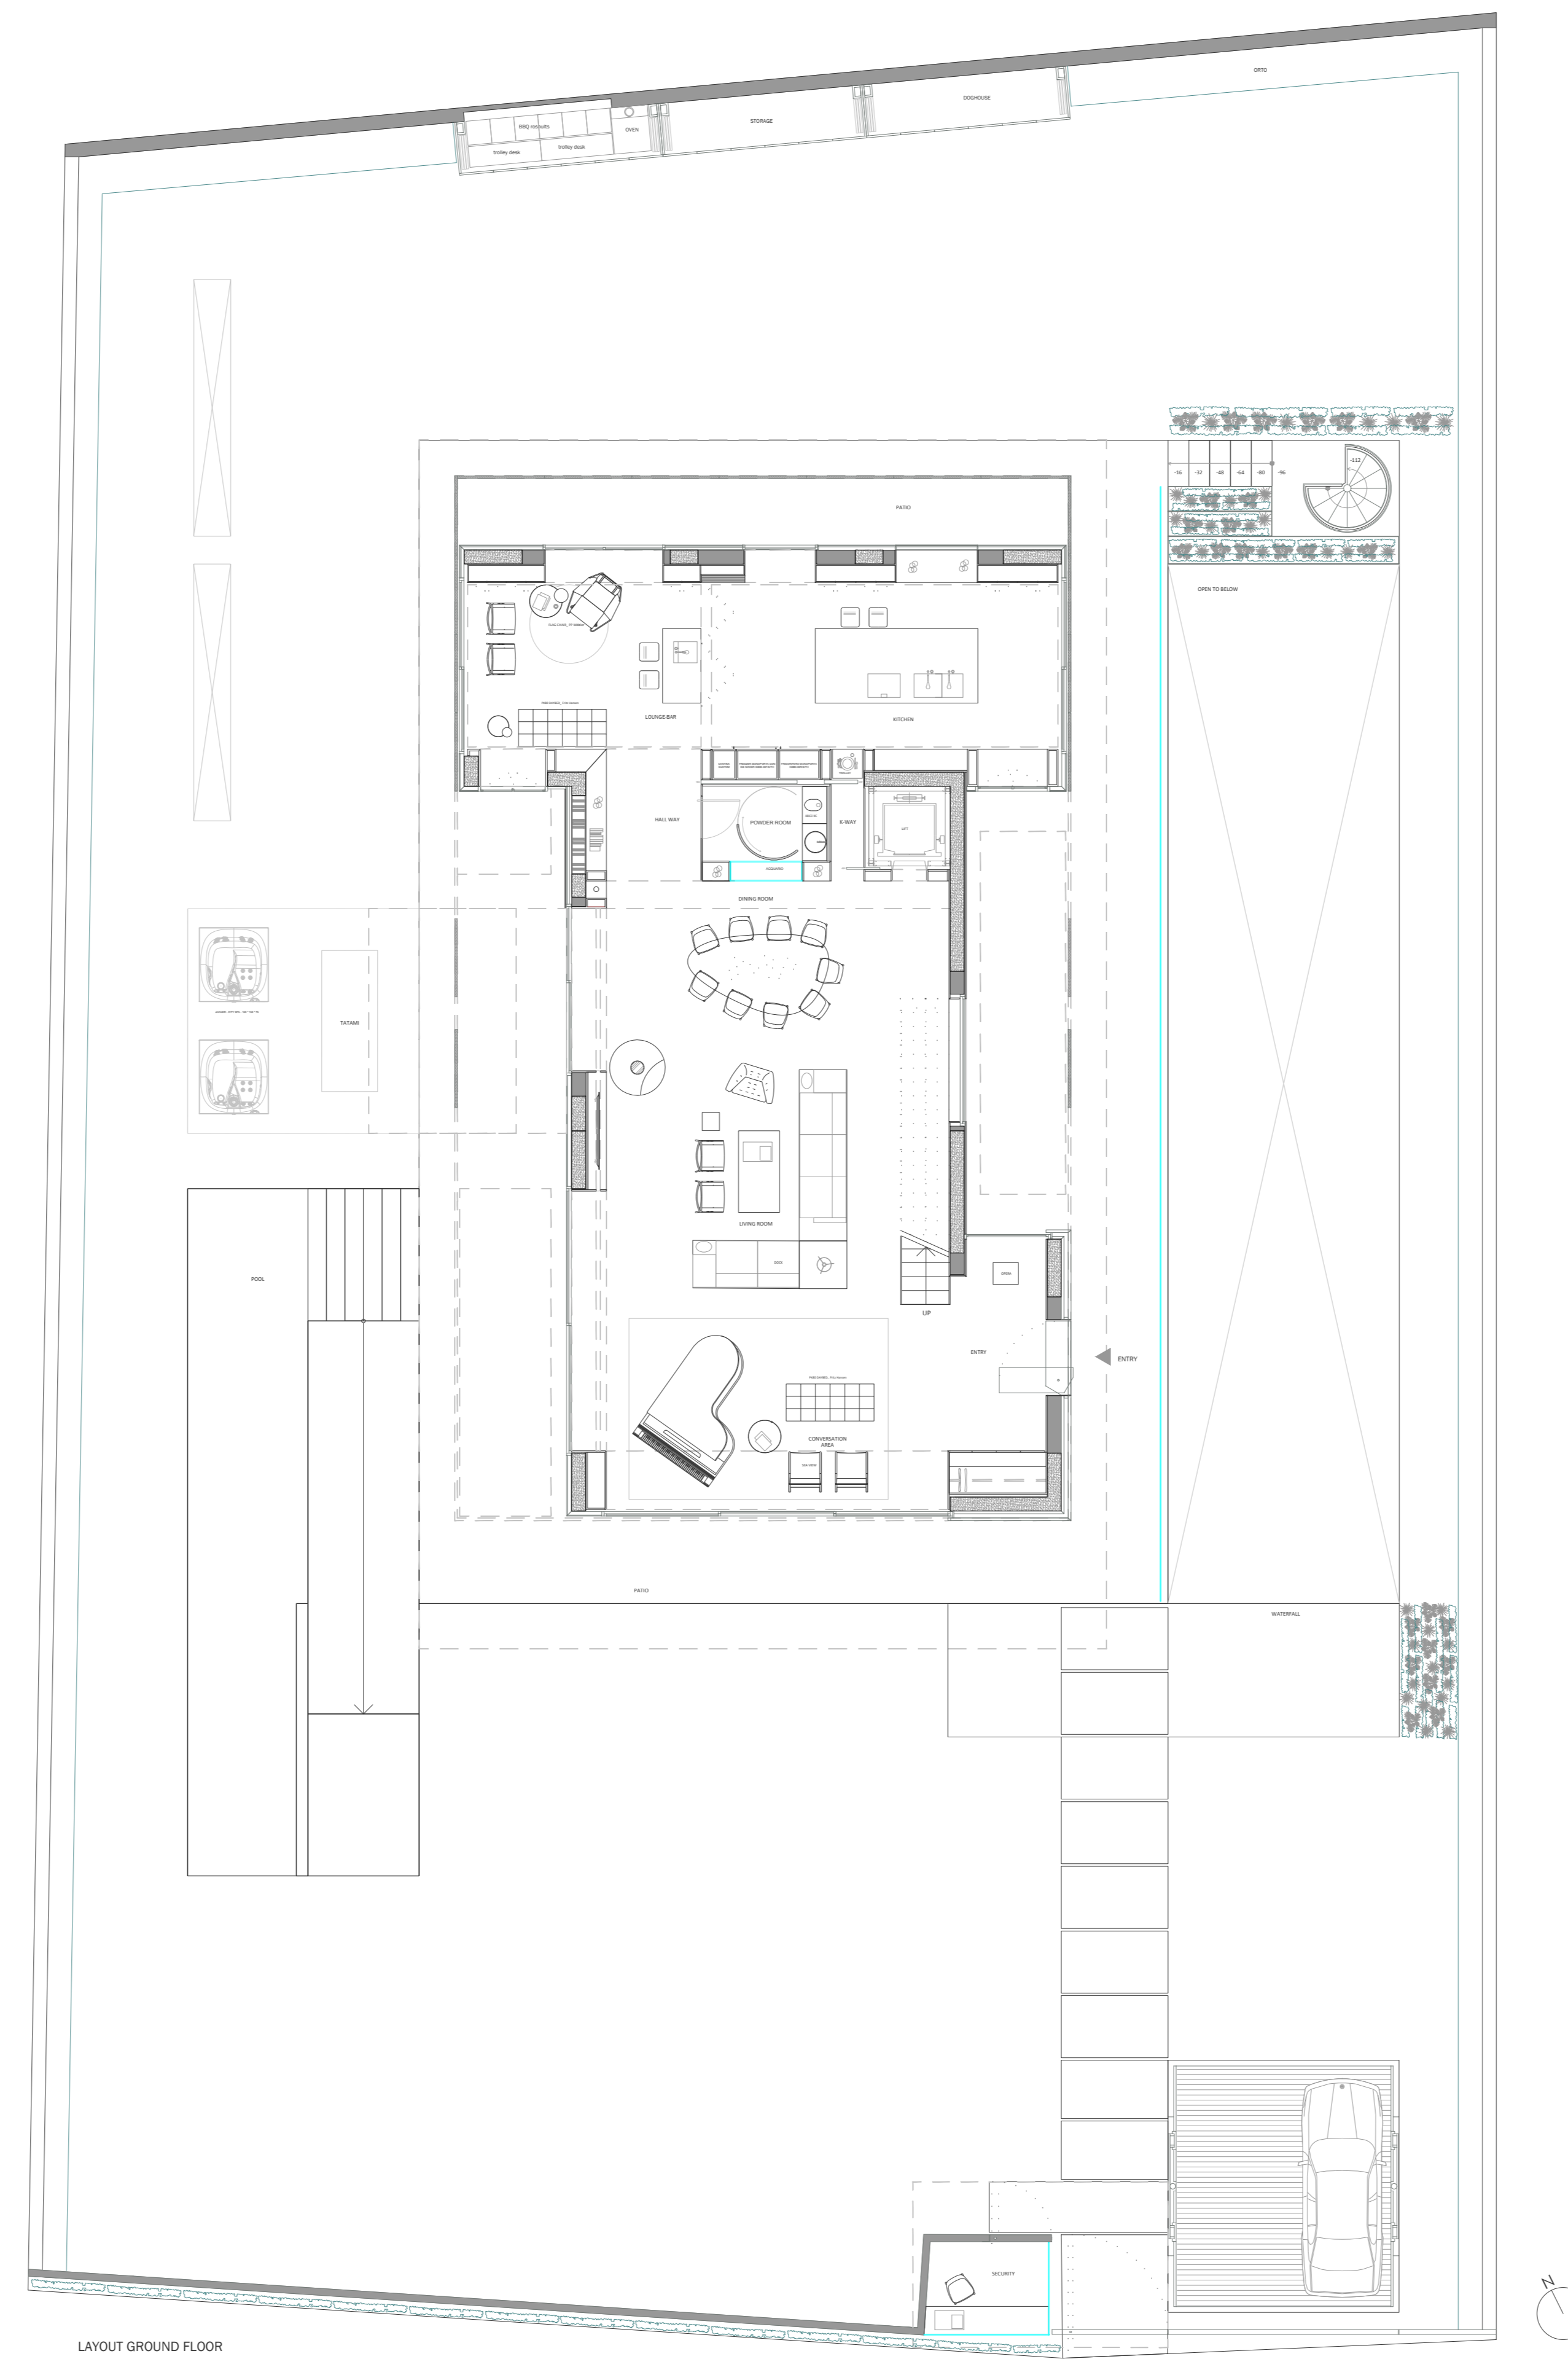 ORTO
DOGHOUSE
STORAGE
OVEN
trolley desk
trolley desk
PATIO
-16
-32
-48
-64
-80
-96
-112
OPEN TO BELOW
LOUNGE-BAR
KITCHEN
HALL WAY
POWDER ROOM
K-WAY
LIFT
ACQUARIO
DINING ROOM
TATAMI
LIVING ROOM
POOL
UP
ENTRY
ENTRY
CONVERSATION
AREA
PATIO
WATERFALL
SECURITY
N
LAYOUT GROUND FLOOR